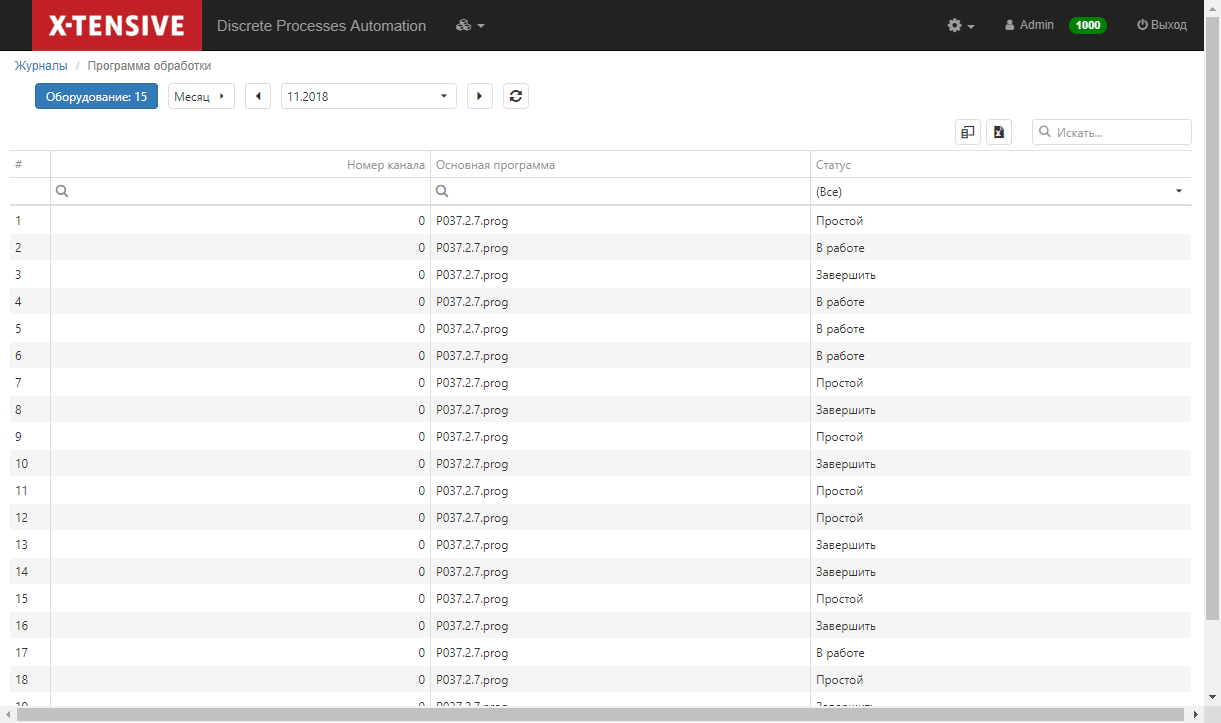 X-TENSIVE Discrete Processes Automation Admin 1000 Выход
Журналы / Программа обработки
Оборудование: 15 Месяц 11.2018
Искать...
# Номер канала Основная программа Статус
(Все)
1 0 P037.2.7.prog Простой
2 0 P037.2.7.prog В работе
3 0 P037.2.7.prog Завершить
4 0 P037.2.7.prog В работе
5 0 P037.2.7.prog В работе
6 0 P037.2.7.prog В работе
7 0 P037.2.7.prog Простой
8 0 P037.2.7.prog Завершить
9 0 P037.2.7.prog Простой
10 0 P037.2.7.prog Завершить
11 0 P037.2.7.prog Простой
12 0 P037.2.7.prog Простой
13 0 P037.2.7.prog Завершить
14 0 P037.2.7.prog Завершить
15 0 P037.2.7.prog Простой
16 0 P037.2.7.prog Завершить
17 0 P037.2.7.prog В работе
18 0 P037.2.7.prog Простой
19 0 P037.2.7.prog Завершить